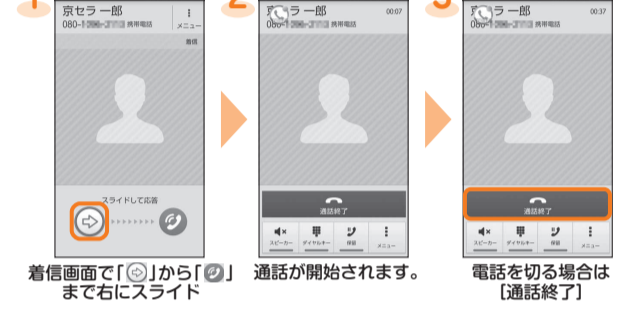 1
京セラ 一郎
080-1 携帯電話
メニュー
着信
スライドして応答
着信画面で「」から「」
まで右にスライド
2
ラ 一郎
00:07
携帯電話
通話終了
スピーカー
ダイヤルキー
保留
メニュー
通話が開始されます。
3
ラ 一郎
00:37
携帯電話
通話終了
スピーカー
ダイヤルキー
保留
メニュー
電話を切る場合は
[通話終了]